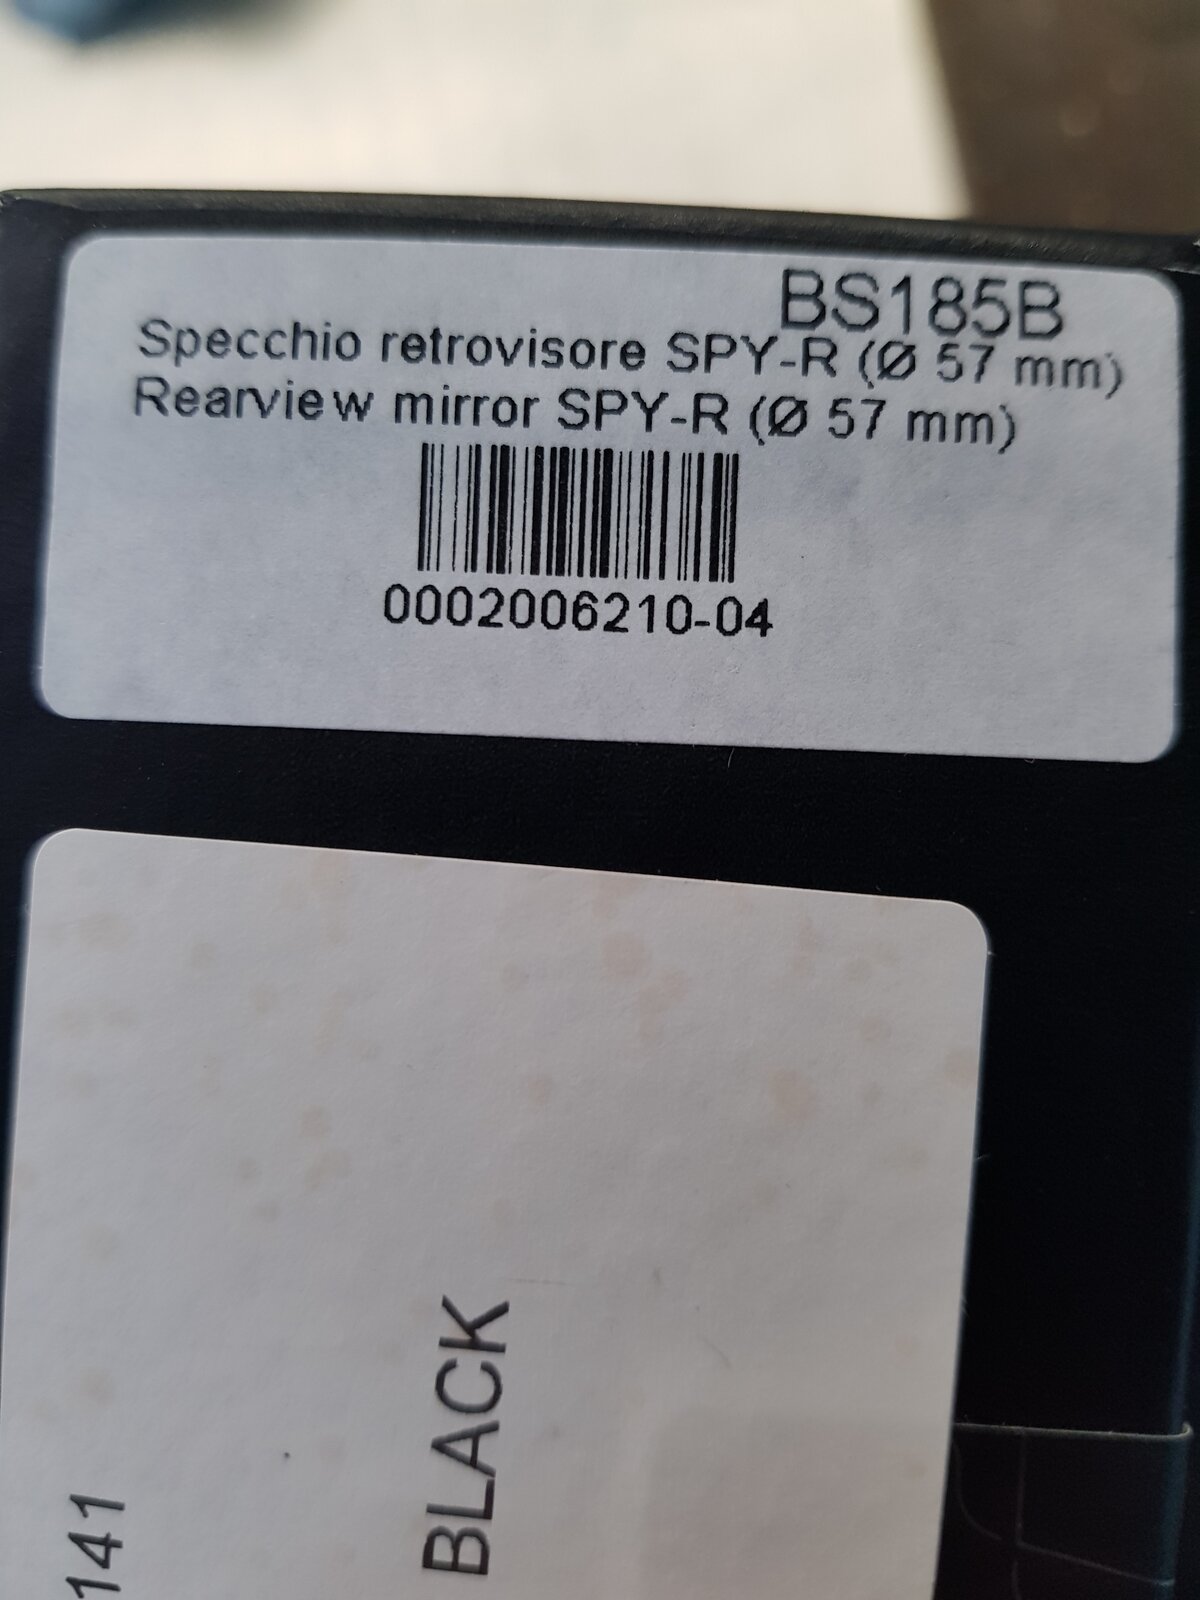 BS185B
Specchio retrovisore SPY-R (Ø 57 mm)
Rearview mirror SPY-R (Ø 57 mm)
0002006210-04
BLACK
141